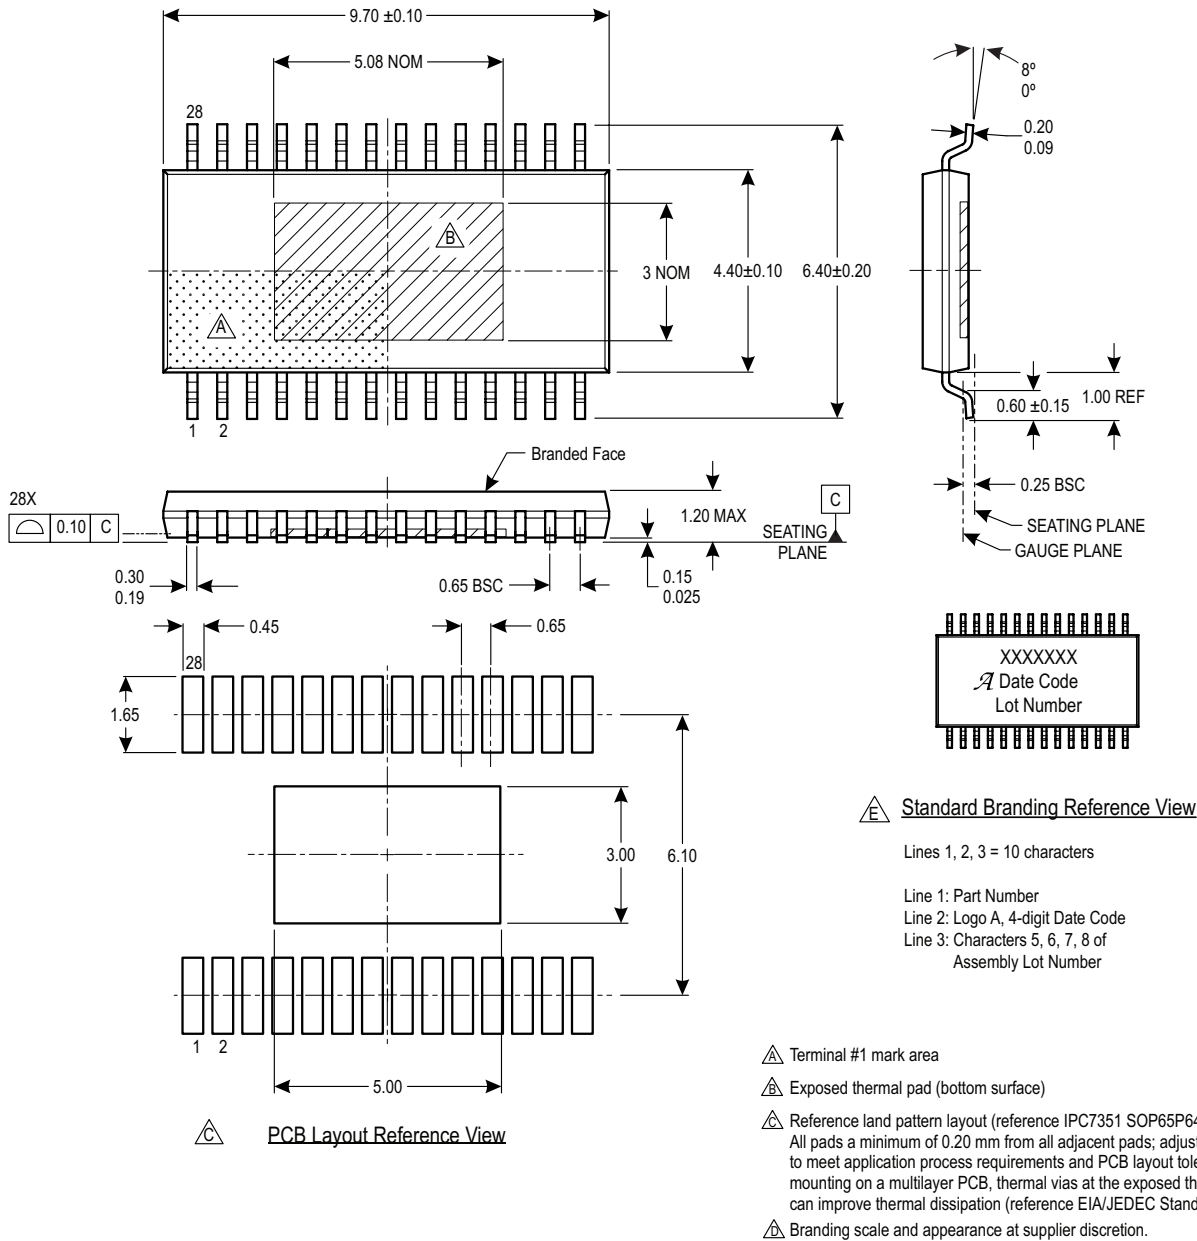 9.70 ±0.10
5.08 NOM
28
8º
0º
0.20
0.09
B
3 NOM
4.40±0.10
6.40±0.20
A
1 2
0.60 ±0.15
1.00 REF
Branded Face
0.25 BSC
28X
0.10 C
1.20 MAX
C
SEATING
PLANE
SEATING PLANE
GAUGE PLANE
0.30
0.19
0.65 BSC
0.15
0.025
0.45
0.65
28
1.65
XXXXXXX
A Date Code
Lot Number
E Standard Branding Reference View
3.00
6.10
Lines 1, 2, 3 = 10 characters
Line 1: Part Number
Line 2: Logo A, 4-digit Date Code
Line 3: Characters 5, 6, 7, 8 of
Assembly Lot Number
1 2
5.00
C PCB Layout Reference View
A Terminal #1 mark area
B Exposed thermal pad (bottom surface)
C Reference land pattern layout (reference IPC7351 SOP65P64
All pads a minimum of 0.20 mm from all adjacent pads; adjust
to meet application process requirements and PCB layout tole
mounting on a multilayer PCB, thermal vias at the exposed th
can improve thermal dissipation (reference EIA/JEDEC Stand
D Branding scale and appearance at supplier discretion.